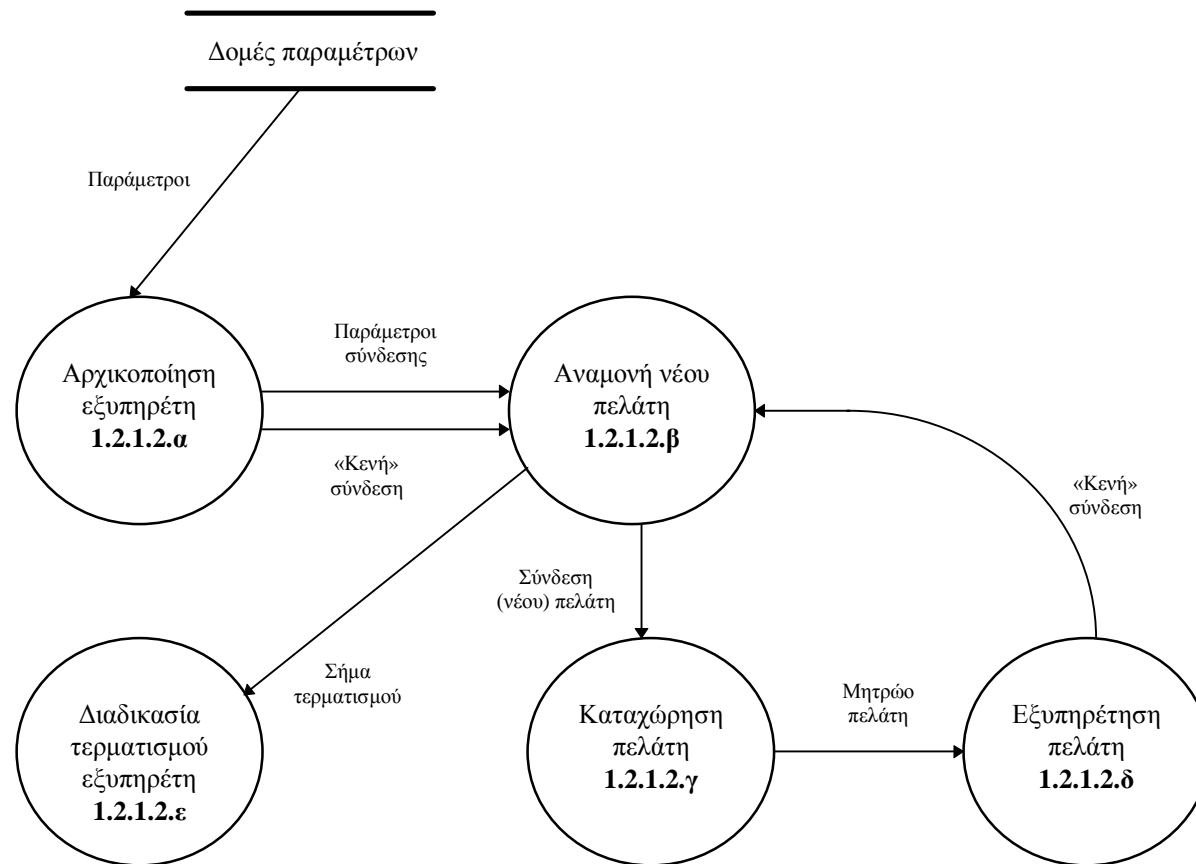 Δομές παραμέτρων
Παράμετροι
Αρχικοποίηση
εξυπηρέτη
1.2.1.2.α
Παράμετροι
σύνδεσης
«Κενή»
σύνδεση
Αναμονή νέου
πελάτη
1.2.1.2.β
«Κενή»
σύνδεση
Σύνδεση
(νέου) πελάτη
Σήμα
τερματισμού
Διαδικασία
τερματισμού
εξυπηρέτη
1.2.1.2.ε
Καταχώρηση
πελάτη
1.2.1.2.γ
Μητρώο
πελάτη
Εξυπηρέτηση
πελάτη
1.2.1.2.δ